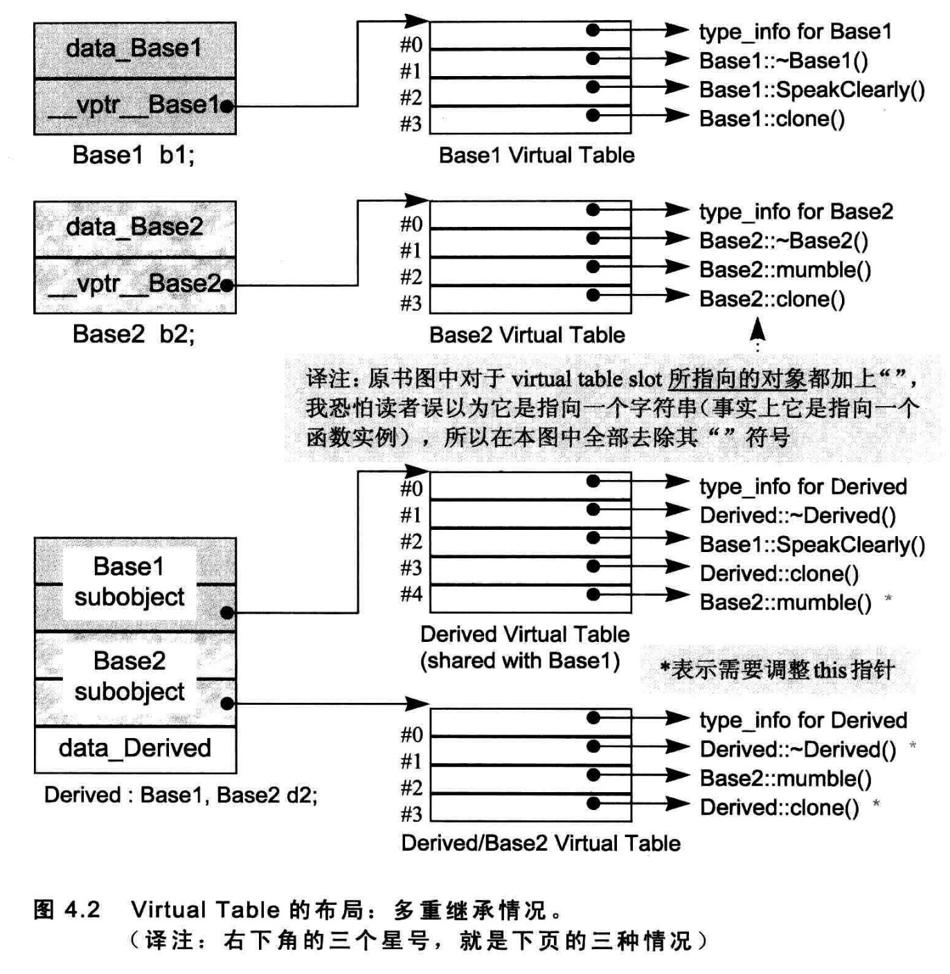 data_Base1
__vptr__Base1
Base1 b1;
#0
#1
#2
#3
type_info for Base1
Base1::~Base1()
Base1::SpeakClearly()
Base1::clone()
Base1 Virtual Table
data_Base2
__vptr__Base2
Base2 b2;
#0
#1
#2
#3
type_info for Base2
Base2::~Base2()
Base2::mumble()
Base2::clone()
Base2 Virtual Table
译注：原书图中对于 virtual table slot 所指向的对象都加上“”，
我恐怕读者误以为它是指向一个字符串（事实上它是指向一个
函数实例），所以在本图中全部去除其“”符号
Base1
subobject
Base2
subobject
data_Derived
Derived : Base1, Base2 d2;
#0
#1
#2
#3
#4
type_info for Derived
Derived::~Derived()
Base1::SpeakClearly()
Derived::clone()
Base2::mumble() *
Derived Virtual Table
(shared with Base1)
*表示需要调整this指针
#0
#1
#2
#3
type_info for Derived
Derived::~Derived() *
Base2::mumble()
Derived::clone() *
Derived/Base2 Virtual Table
图 4.2 Virtual Table 的布局：多重继承情况。
（译注：右下角的三个星号，就是下页的三种情况）